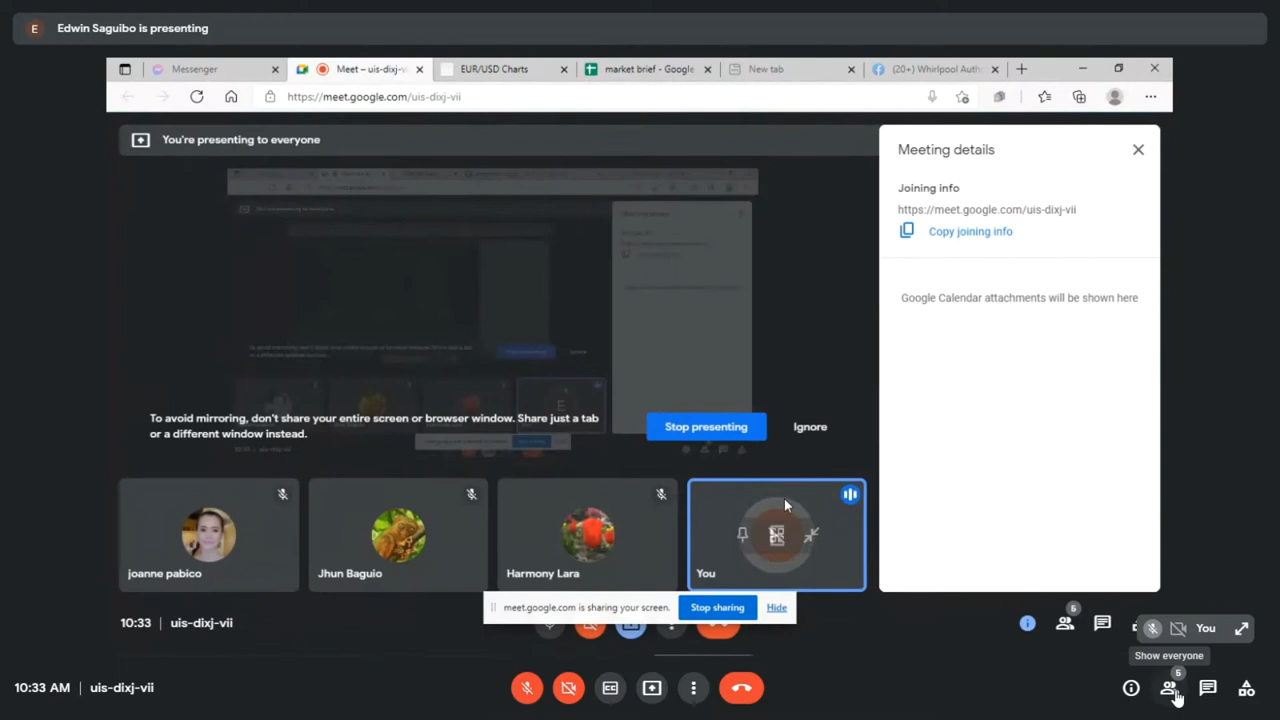 E
Edwin Saguibo is presenting
Messenger
Meet – uis-dixj-vi
EUR/USD Charts
market brief - Google
New tab
(20+) Whirlpool Auth
https://meet.google.com/uis-dixj-vii
You're presenting to everyone
Meeting details
Joining info
https://meet.google.com/uis-dixj-vii
Copy joining info
Google Calendar attachments will be shown here
To avoid mirroring, don't share your entire screen or browser window. Share just a tab
or a different window instead.
Stop presenting
Ignore
joanne pabico
Jhun Baguio
Harmony Lara
You
meet.google.com is sharing your screen.
Stop sharing
Hide
10:33 | uis-dixj-vii
6
You
Show everyone
10:33 AM | uis-dixj-vii
6